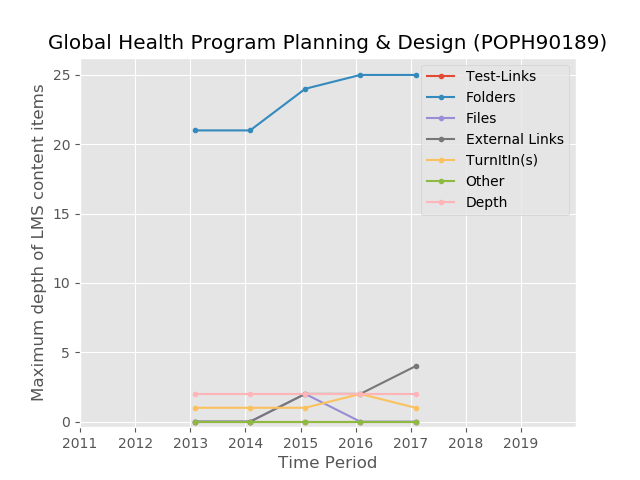 Global Health Program Planning & Design (POPH90189)
Maximum depth of LMS content items
25
20
15
10
5
0
Test-Links
Folders
Files
External Links
TurnItIn(s)
Other
Depth
2011 2012 2013 2014 2015 2016 2017 2018 2019
Time Period